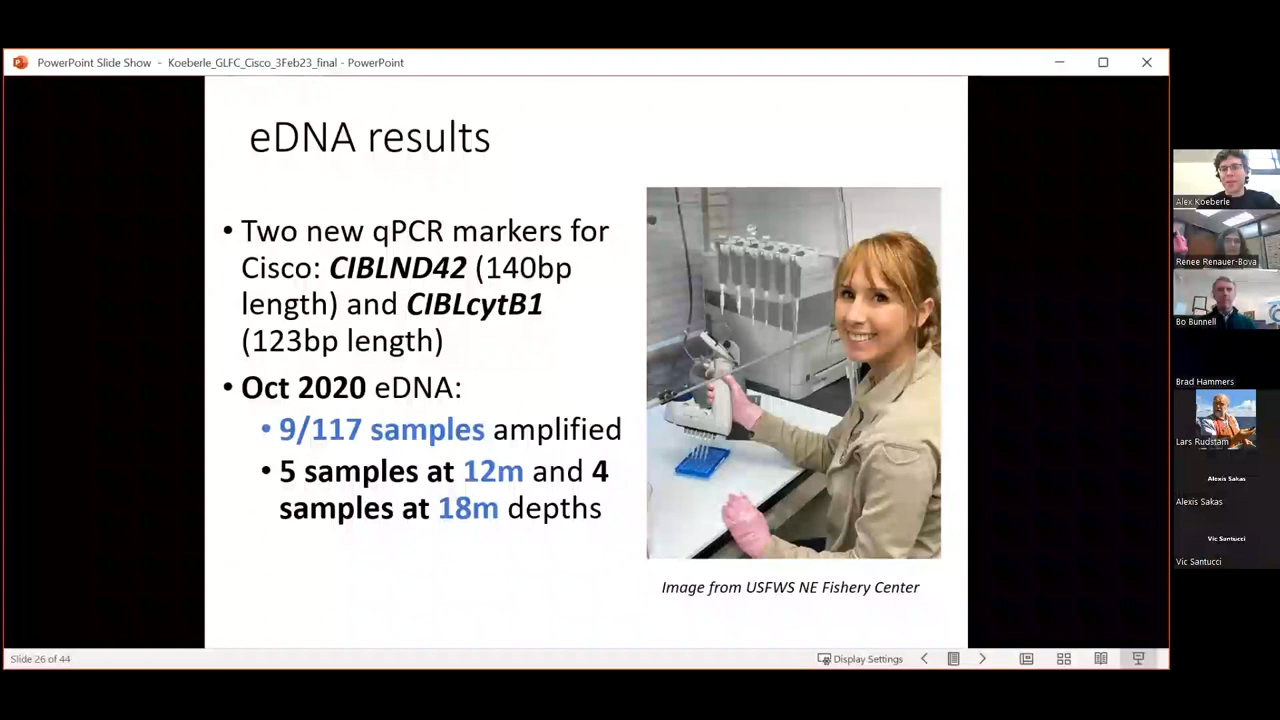 PowerPoint Slide Show - Koeberle_GLFC_Cisco_3Feb23_final - PowerPoint
eDNA results
• Two new qPCR markers for
Cisco: CIBLND42 (140bp
length) and CIBLcytB1
(123bp length)
• Oct 2020 eDNA:
• 9/117 samples amplified
• 5 samples at 12m and 4
samples at 18m depths
Image from USFWS NE Fishery Center
Slide 26 of 44
Display Settings
Alex Koeberle
Renee Renauer-Bova
Bo Bunnell
Brad Hammers
Lars Rudstam
Alexis Sakas
Alexis Sakas
Vic Santucci
Vic Santucci